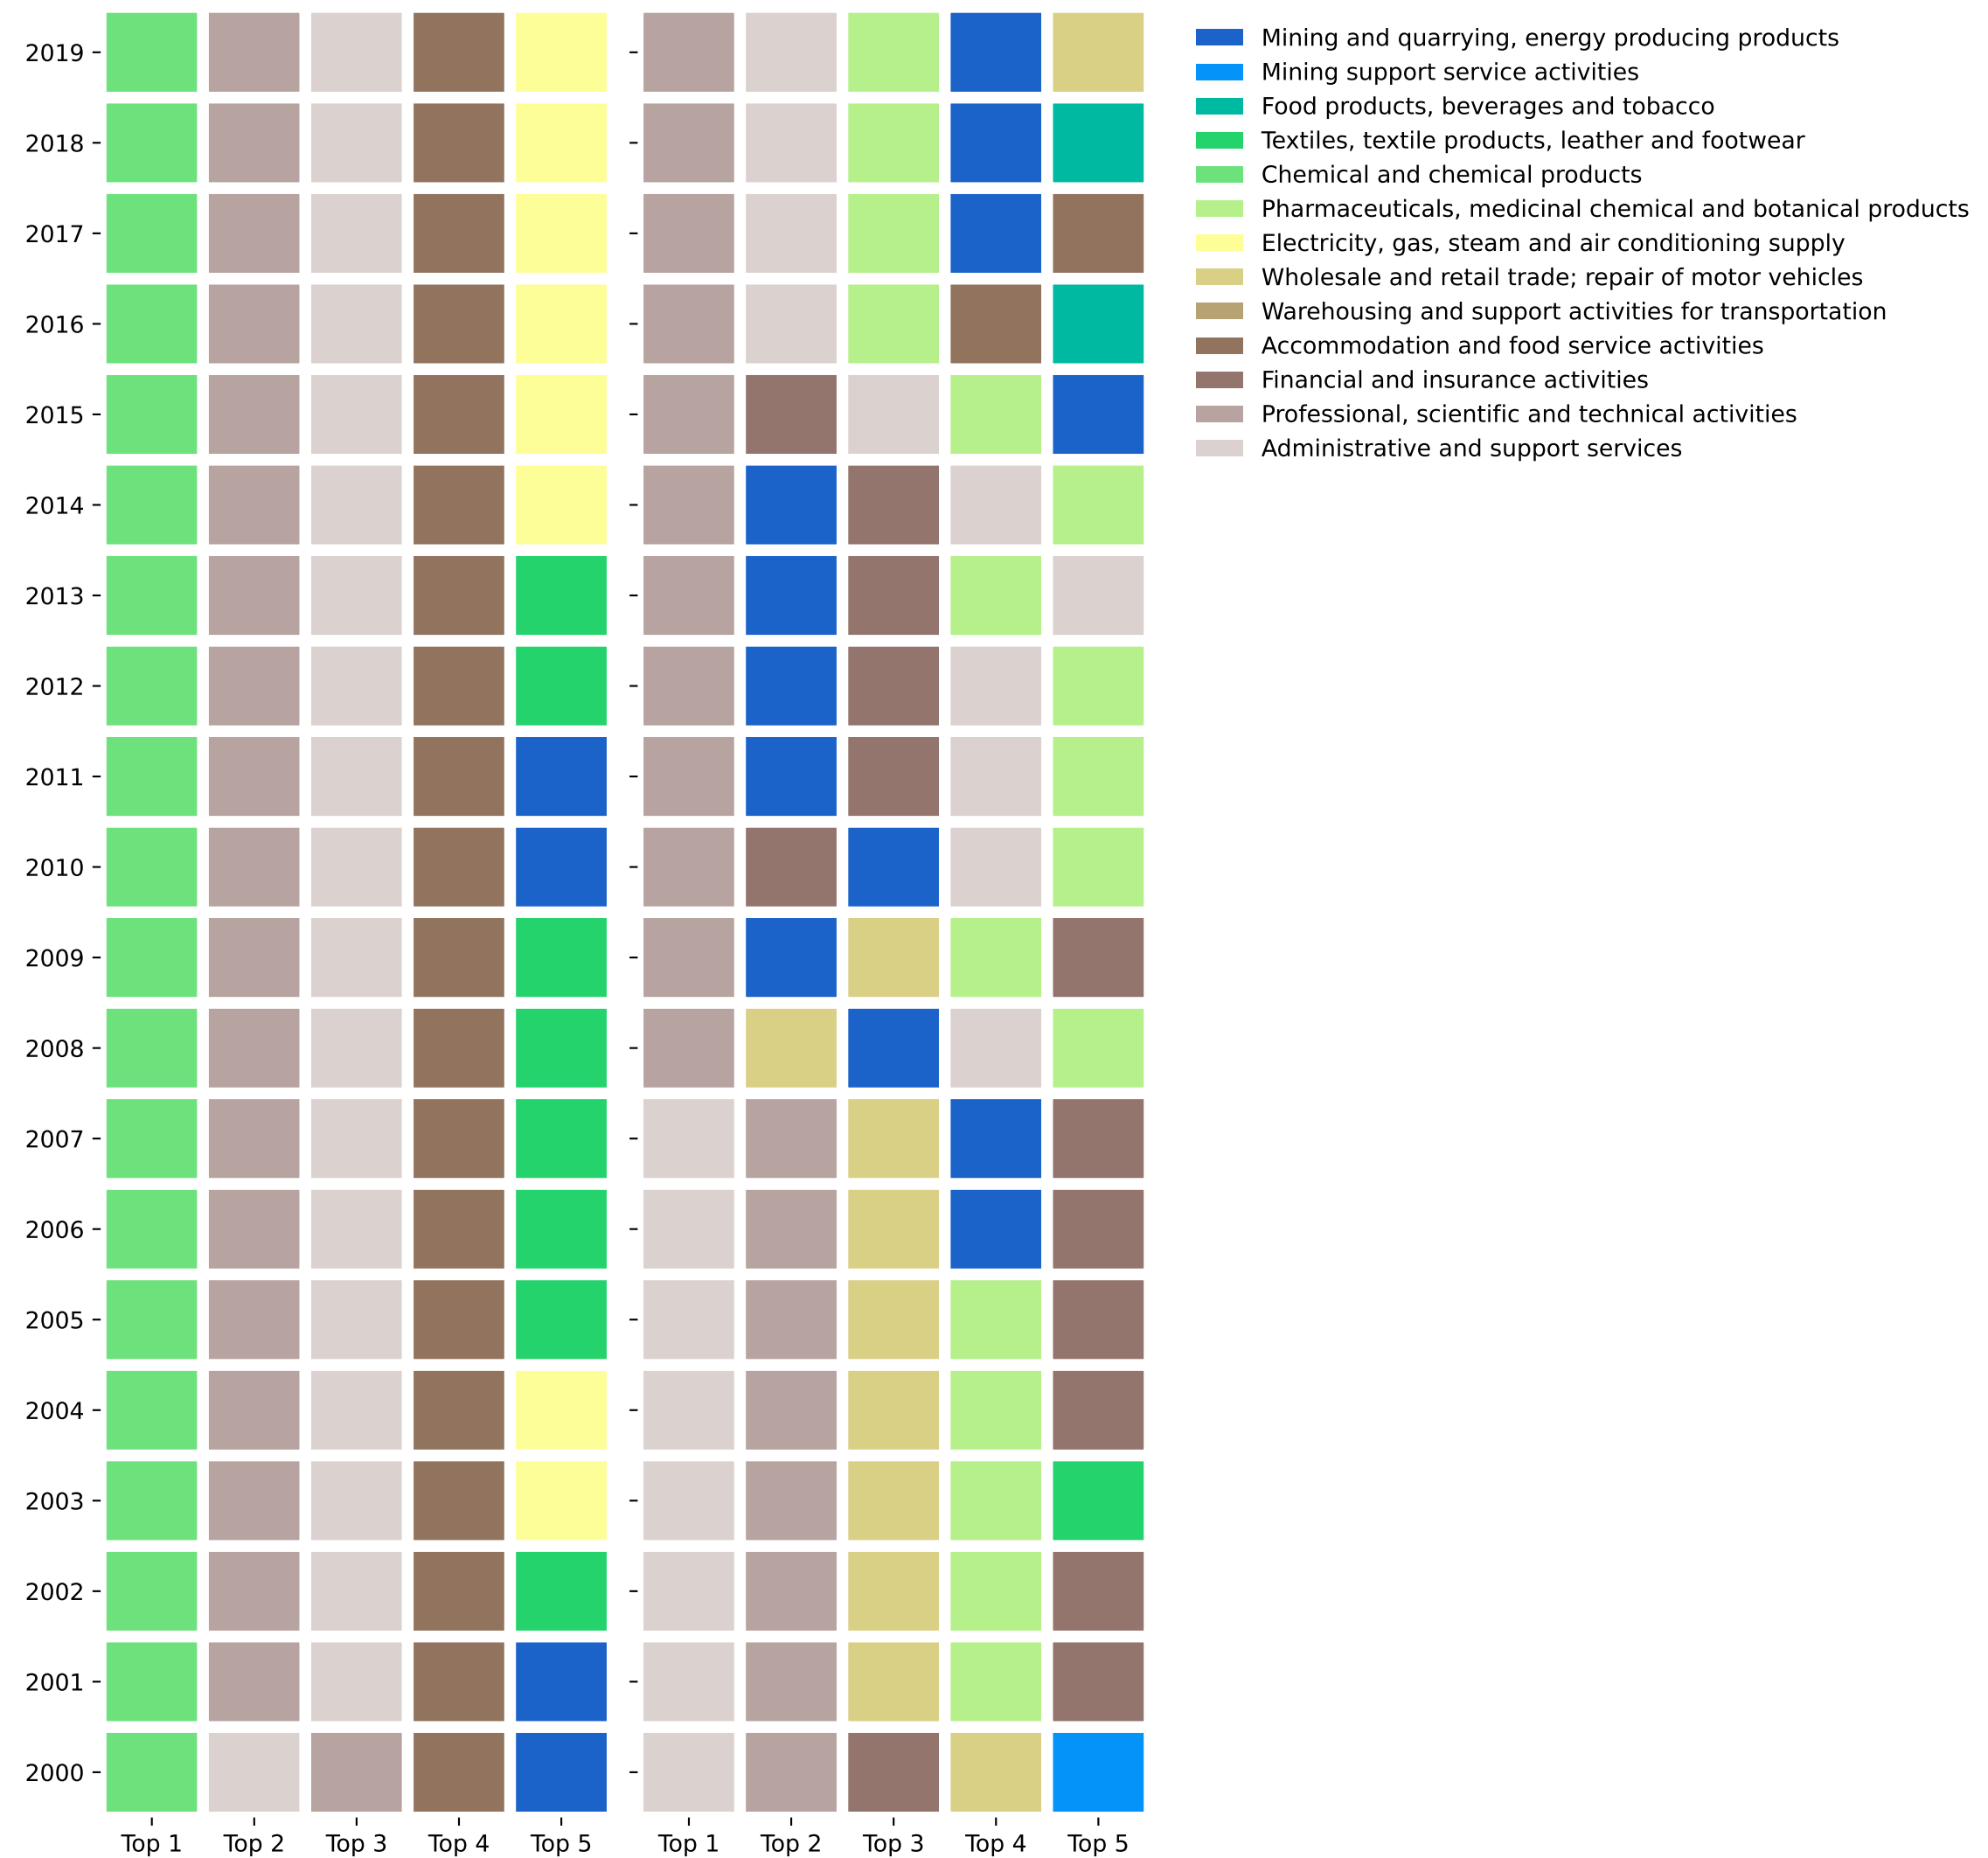 2019
2018
2017
2016
2015
2014
2013
2012
2011
2010
2009
2008
2007
2006
2005
2004
2003
2002
2001
2000
Top 1 Top 2 Top 3 Top 4 Top 5 Top 1 Top 2 Top 3 Top 4 Top 5
Mining and quarrying, energy producing products
Mining support service activities
Food products, beverages and tobacco
Textiles, textile products, leather and footwear
Chemical and chemical products
Pharmaceuticals, medicinal chemical and botanical products
Electricity, gas, steam and air conditioning supply
Wholesale and retail trade; repair of motor vehicles
Warehousing and support activities for transportation
Accommodation and food service activities
Financial and insurance activities
Professional, scientific and technical activities
Administrative and support services